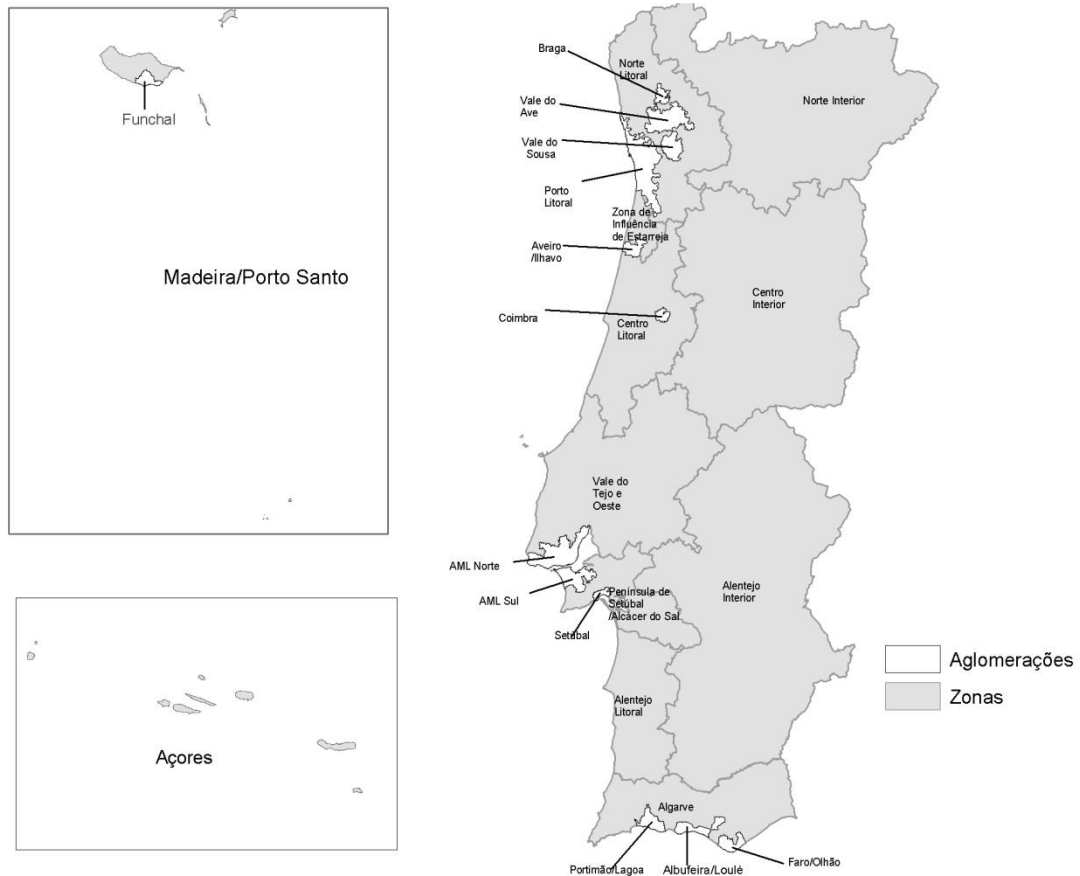 Funchal
Madeira/Porto Santo
Açores
Braga
Norte
Litoral
Norte Interior
Vale do
Ave
Vale do
Sousa
Porto
Litoral
Zona de
Influência
de Estarreja
Aveiro
/Ilhavo
Centro
Interior
Coimbra
Centro
Litoral
Vale do
Tejo e
Oeste
AML Norte
AML Sul
Península de
Setúbal
/Alcácer do Sal
Setúbal
Alentejo
Interior
Alentejo
Litoral
Aglomerações
Zonas
Algarve
Portimão/Lagoa
Albufeira/Loulé
Faro/Olhão